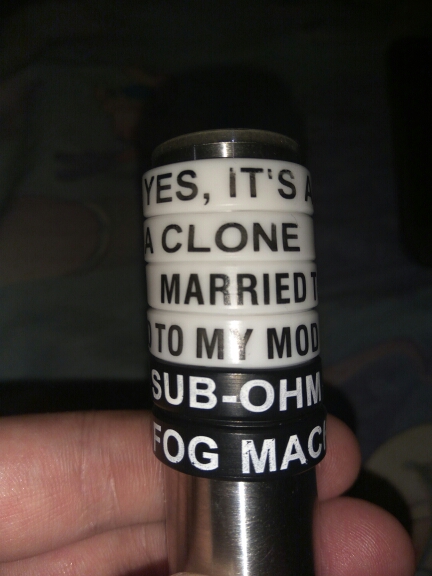 YES, IT'S A
A CLONE
MARRIED T
D TO MY MOD
SUB-OHM
FOG MAC